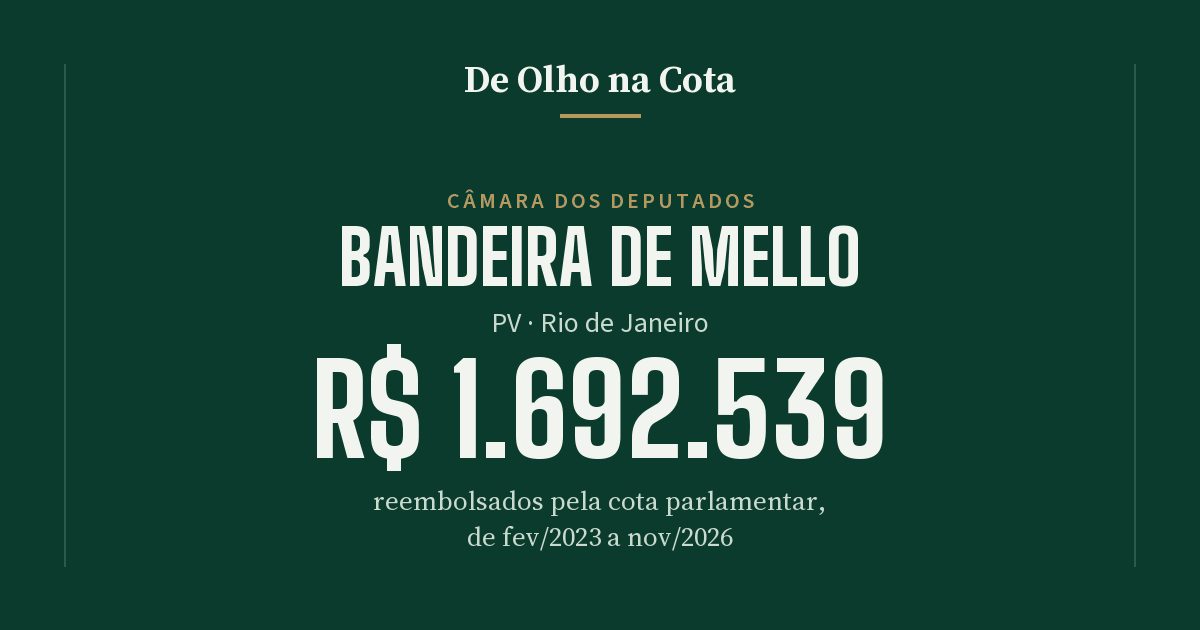 De Olho na Cota
CÂMARA DOS DEPUTADOS
BANDEIRA DE MELLO
PV · Rio de Janeiro
R$ 1.692.539
reembolsados pela cota parlamentar,
de fev/2023 a nov/2026